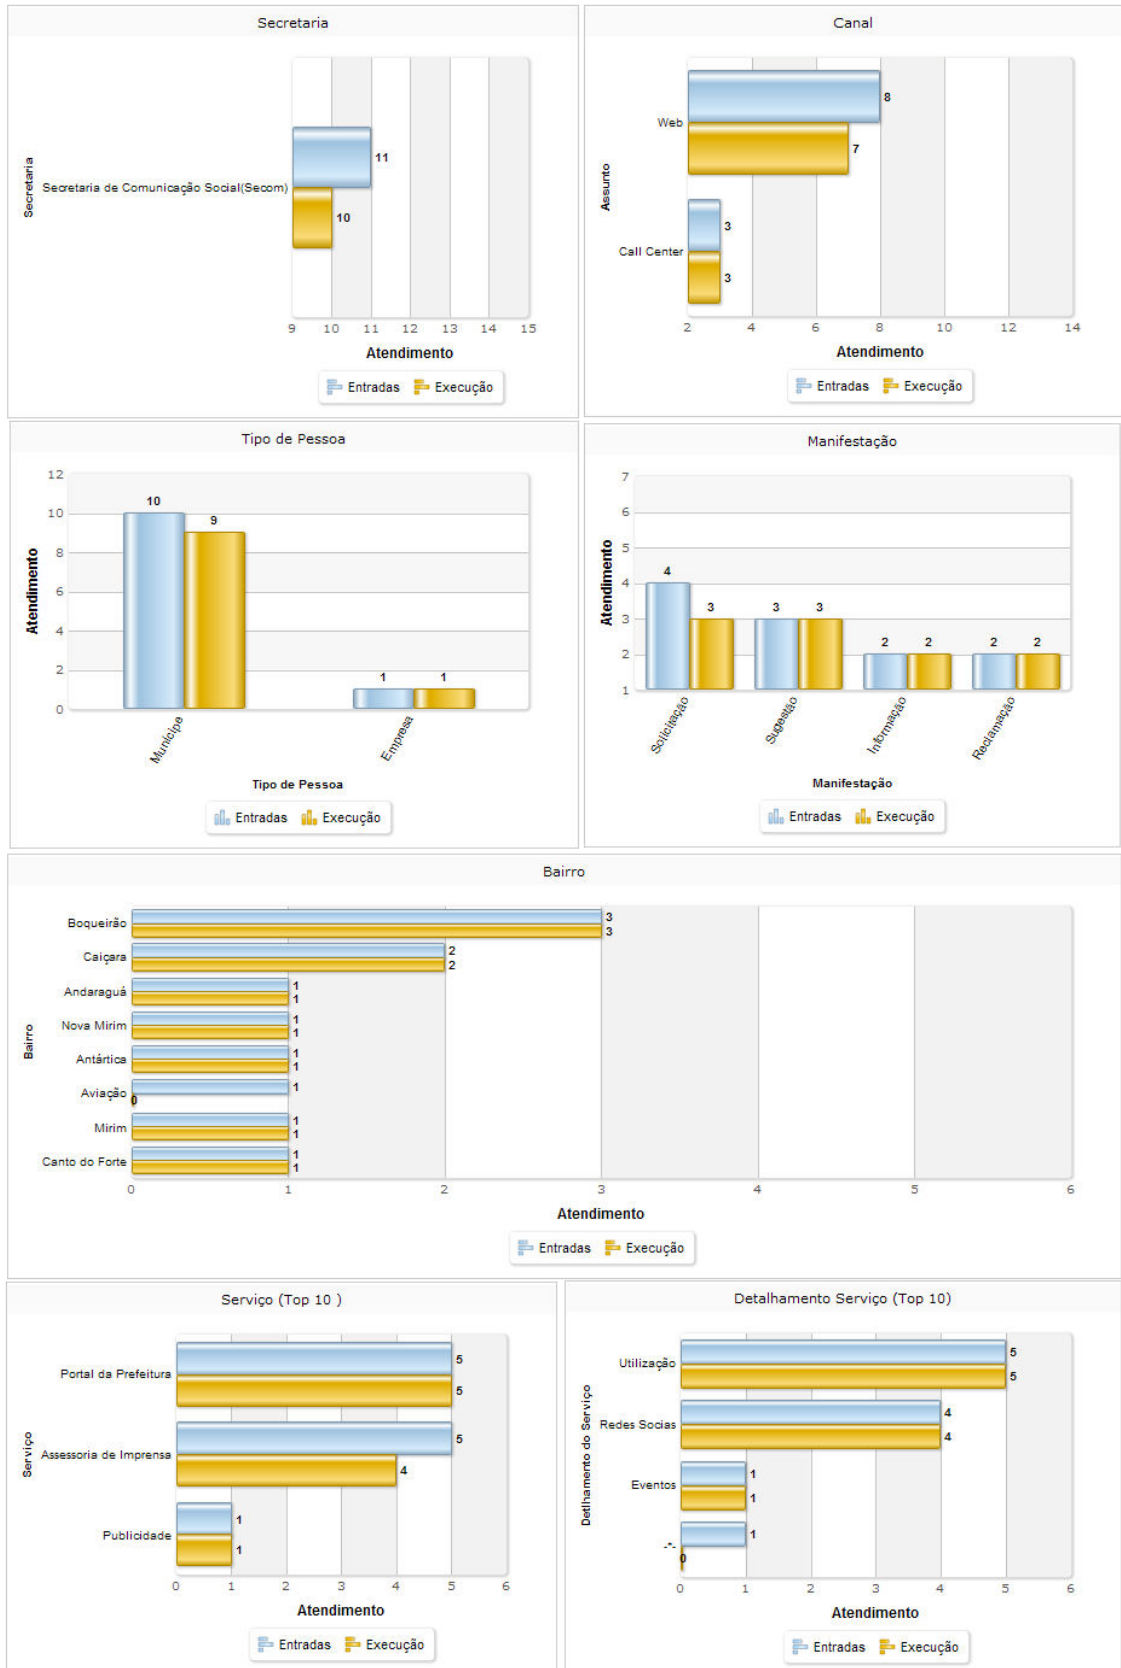 Secretaria
Secretaria
Secretaria de Comunicação Social(Secom)
11
10
9 10 11 12 13 14 15
Atendimento
Entradas Execução
Canal
Assunto
Web
8
7
Call Center
3
3
2 4 6 8 10 12 14
Atendimento
Entradas Execução
Tipo de Pessoa
Atendimento
12
10
8
6
4
2
0
10
9
1
1
Munícipe
Empresa
Tipo de Pessoa
Entradas Execução
Manifestação
Atendimento
7
6
5
4
3
2
1
4
3
3
3
2
2
2
2
Solicitação
Sugestão
Informação
Reclamação
Manifestação
Entradas Execução
Bairro
Bairro
Boqueirão
3
3
Caiçara
2
2
Andaraguá
1
1
Nova Mirim
1
1
Antártica
1
1
Aviação
1
0
Mirim
1
1
Canto do Forte
1
1
0 1 2 3 4 5 6
Atendimento
Entradas Execução
Serviço (Top 10 )
Serviço
Portal da Prefeitura
5
5
Assessoria de Imprensa
5
4
Publicidade
1
1
0 1 2 3 4 5 6
Atendimento
Entradas Execução
Detalhamento Serviço (Top 10)
Detlhamento do Serviço
Utilização
5
5
Redes Socias
4
4
Eventos
1
1
-*-
1
0
0 1 2 3 4 5 6
Atendimento
Entradas Execução